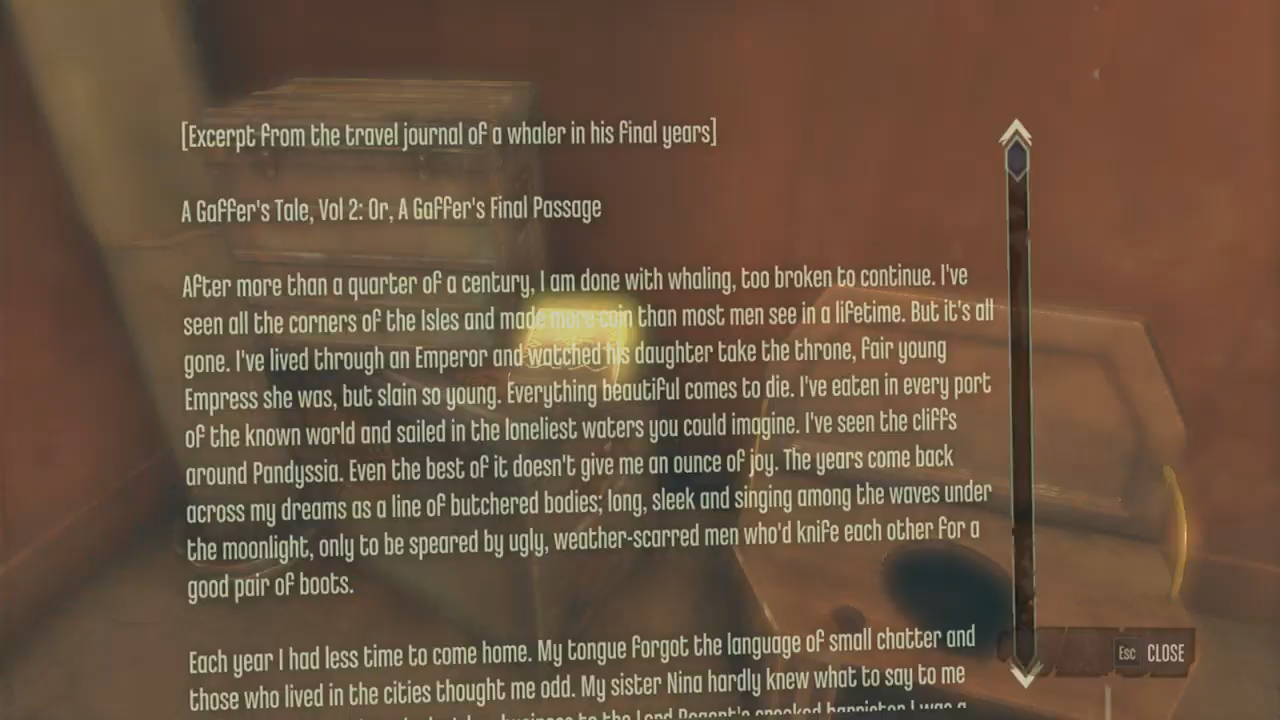 [Excerpt from the travel journal of a whaler in his final years]
A Gaffer's Tale, Vol 2: Or, A Gaffer's Final Passage
After more than a quarter of a century, I am done with whaling, too broken to continue. I've
seen all the corners of the Isles and made more coin than most men see in a lifetime. But it's all
gone. I've lived through an Emperor and watched his daughter take the throne, fair young
Empress she was, but slain so young. Everything beautiful comes to die. I've eaten in every port
of the known world and sailed in the loneliest waters you could imagine. I've seen the cliffs
around Pandyssia. Even the best of it doesn't give me an ounce of joy. The years come back
across my dreams as a line of butchered bodies; long, sleek and singing among the waves under
the moonlight, only to be speared by ugly, weather-scarred men who'd knife each other for a
good pair of boots.
Each year I had less time to come home. My tongue forgot the language of small chatter and
those who lived in the cities thought me odd. My sister Nina hardly knew what to say to me
business to the Lord Regent's crooked barrister I was a
Esc CLOSE